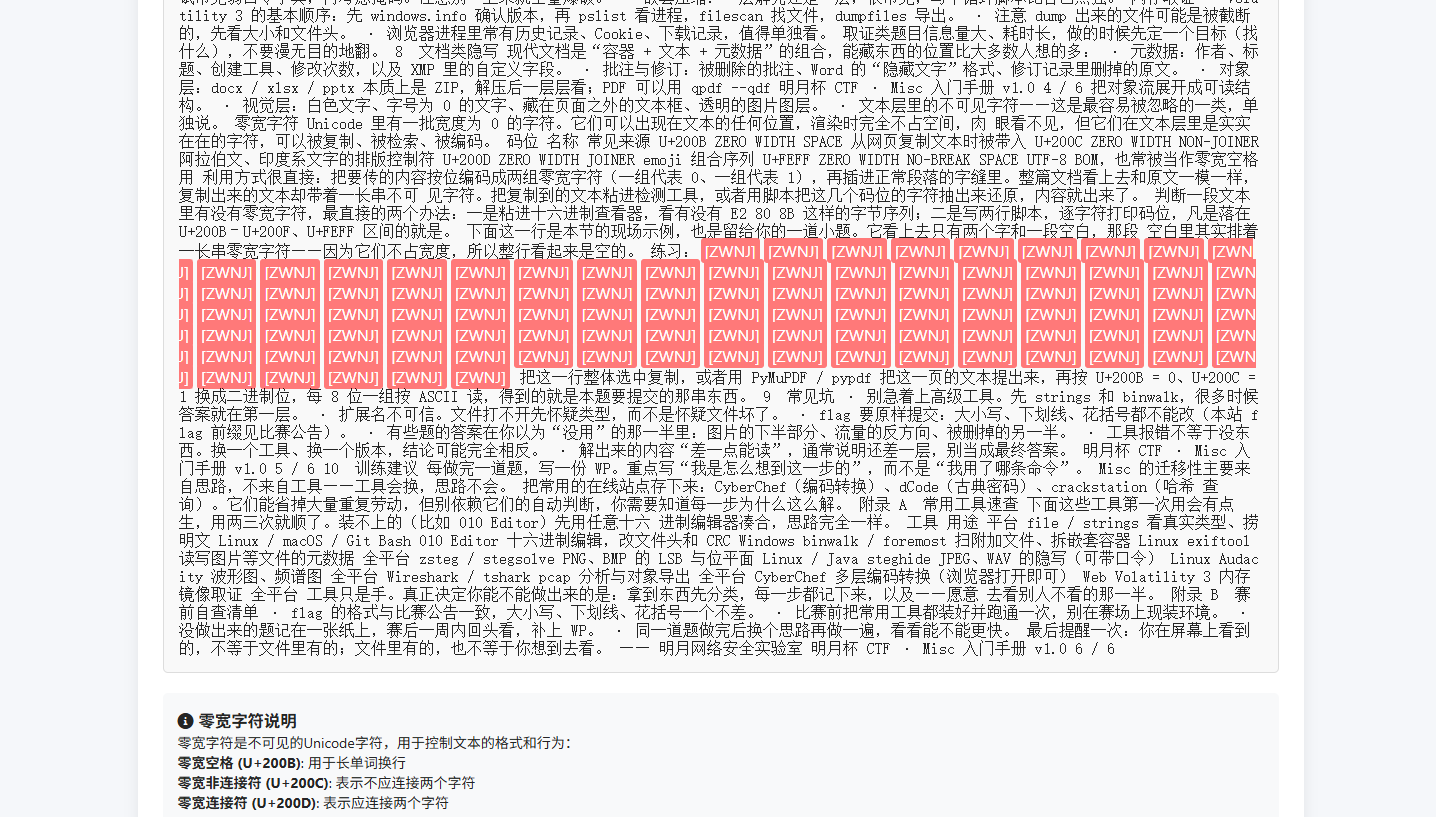 tility 3 的基本顺序：先 windows.info 确认版本，再 pslist 看进程，filescan 找文件，dumpfiles 导出。 · 注意 dump 出来的文件可能是被截断
的，先看大小和文件头。 · 浏览器进程里常有历史记录、Cookie、下载记录，值得单独看。 取证类题目信息量大、耗时长，做的时候先定一个目标（找
什么），不要漫无目的地翻。 8 文档类隐写 现代文档是“容器 + 文本 + 元数据”的组合，能藏东西的位置比大多数人想的多： · 元数据：作者、标
题、创建工具、修改次数，以及 XMP 里的自定义字段。 · 批注与修订：被删除的批注、Word 的“隐藏文字”格式、修订记录里删掉的原文。 · 对象
层：docx / xlsx / pptx 本质上是 ZIP，解压后一层层看；PDF 可以用 qpdf --qdf 明月杯 CTF · Misc 入门手册 v1.0 4 / 6 把对象流展开成可读结
构。 · 视觉层：白色文字、字号为 0 的文字、藏在页面之外的文本框、透明的图片图层。 · 文本层里的不可见字符——这是最容易被忽略的一类，单
独说。 零宽字符 Unicode 里有一批宽度为 0 的字符。它们可以出现在文本的任何位置，渲染时完全不占空间，肉 眼看不见，但它们在文本层里是实实
在在的字符，可以被复制、被检索、被编码。 码位 名称 常见来源 U+200B ZERO WIDTH SPACE 从网页复制文本时被带入 U+200C ZERO WIDTH NON-JOINER
阿拉伯文、印度系文字的排版控制符 U+200D ZERO WIDTH JOINER emoji 组合序列 U+FEFF ZERO WIDTH NO-BREAK SPACE UTF-8 BOM，也常被当作零宽空格
用 利用方式很直接：把要传的内容按位编码成两组零宽字符（一组代表 0、一组代表 1），再插进正常段落的字缝里。整篇文档看上去和原文一模一样，
复制出来的文本却带着一长串不可 见字符。把复制到的文本粘进检测工具，或者用脚本把这几个码位的字符抽出来还原，内容就出来了。 判断一段文本
里有没有零宽字符，最直接的两个办法：一是粘进十六进制查看器，看有没有 E2 80 8B 这样的字节序列；二是写两行脚本，逐字符打印码位，凡是落在
U+200B–U+200F、U+FEFF 区间的就是。 下面这一行是本节的现场示例，也是留给你的一道小题。它看上去只有两个字和一段空白，那段 空白里其实排着
一长串零宽字符——因为它们不占宽度，所以整行看起来是空的。 练习： [ZWNJ] [ZWNJ] [ZWNJ] [ZWNJ] [ZWNJ] [ZWNJ] [ZWNJ] [ZWNJ] [ZWN
J] [ZWNJ] [ZWNJ] [ZWNJ] [ZWNJ] [ZWNJ] [ZWNJ] [ZWNJ] [ZWNJ] [ZWNJ] [ZWNJ] [ZWNJ] [ZWNJ] [ZWNJ] [ZWNJ] [ZWNJ] [ZWNJ] [ZWN
J] [ZWNJ] [ZWNJ] [ZWNJ] [ZWNJ] [ZWNJ] [ZWNJ] [ZWNJ] [ZWNJ] [ZWNJ] [ZWNJ] [ZWNJ] [ZWNJ] [ZWNJ] [ZWNJ] [ZWNJ] [ZWNJ] [ZWN
J] [ZWNJ] [ZWNJ] [ZWNJ] [ZWNJ] [ZWNJ] [ZWNJ] [ZWNJ] [ZWNJ] [ZWNJ] [ZWNJ] [ZWNJ] [ZWNJ] [ZWNJ] [ZWNJ] [ZWNJ] [ZWNJ] [ZWN
J] [ZWNJ] [ZWNJ] [ZWNJ] [ZWNJ] [ZWNJ] [ZWNJ] [ZWNJ] [ZWNJ] [ZWNJ] [ZWNJ] [ZWNJ] [ZWNJ] [ZWNJ] [ZWNJ] [ZWNJ] [ZWNJ] [ZWN
J] [ZWNJ] [ZWNJ] [ZWNJ] [ZWNJ] [ZWNJ] [ZWNJ] [ZWNJ] [ZWNJ] [ZWNJ] [ZWNJ] [ZWNJ] [ZWNJ] [ZWNJ] [ZWNJ] [ZWNJ] [ZWNJ] [ZWN
J] [ZWNJ] [ZWNJ] [ZWNJ] [ZWNJ] [ZWNJ] 把这一行整体选中复制，或者用 PyMuPDF / pypdf 把这一页的文本提出来，再按 U+200B = 0、U+200C =
1 换成二进制位，每 8 位一组按 ASCII 读，得到的就是本题要提交的那串东西。 9 常见坑 · 别急着上高级工具。先 strings 和 binwalk，很多时候
答案就在第一层。 · 扩展名不可信。文件打不开先怀疑类型，而不是怀疑文件坏了。 · flag 要原样提交：大小写、下划线、花括号都不能改（本站 f
lag 前缀见比赛公告）。 · 有些题的答案在你以为“没用”的那一半里：图片的下半部分、流量的反方向、被删掉的另一半。 · 工具报错不等于没东
西。换一个工具、换一个版本，结论可能完全相反。 · 解出来的内容“差一点能读”，通常说明还差一层，别当成最终答案。 明月杯 CTF · Misc 入
门手册 v1.0 5 / 6 10 训练建议 每做完一道题，写一份 WP。重点写“我是怎么想到这一步的”，而不是“我用了哪条命令”。 Misc 的迁移性主要来
自思路，不来自工具——工具会换，思路不会。 把常用的在线站点存下来：CyberChef（编码转换）、dCode（古典密码）、crackstation（哈希 查
询）。它们能省掉大量重复劳动，但别依赖它们的自动判断，你需要知道每一步为什么这么解。 附录 A 常用工具速查 下面这些工具第一次用会有点
生，用两三次就顺了。装不上的（比如 010 Editor）先用任意十六 进制编辑器凑合，思路完全一样。 工具 用途 平台 file / strings 看真实类型、捞
明文 Linux / macOS / Git Bash 010 Editor 十六进制编辑，改文件头和 CRC Windows binwalk / foremost 扫附加文件、拆嵌套容器 Linux exiftool
读写图片等文件的元数据 全平台 zsteg / stegsolve PNG、BMP 的 LSB 与位平面 Linux / Java steghide JPEG、WAV 的隐写（可带口令） Linux Audac
ity 波形图、频谱图 全平台 Wireshark / tshark pcap 分析与对象导出 全平台 CyberChef 多层编码转换（浏览器打开即可） Web Volatility 3 内存
镜像取证 全平台 工具只是手。真正决定你能不能做出来的是：拿到东西先分类，每一步都记下来，以及——愿意 去看别人不看的那一半。 附录 B 赛
前自查清单 · flag 的格式与比赛公告一致，大小写、下划线、花括号一个不差。 · 比赛前把常用工具都装好并跑通一次，别在赛场上现装环境。 ·
没做出来的题记在一张纸上，赛后一周内回头看，补上 WP。 · 同一道题做完后换个思路再做一遍，看看能不能更快。 最后提醒一次：你在屏幕上看到
的，不等于文件里有的；文件里有的，也不等于你想到去看。 —— 明月网络安全实验室 明月杯 CTF · Misc 入门手册 v1.0 6 / 6
零宽字符说明
零宽字符是不可见的Unicode字符，用于控制文本的格式和行为：
零宽空格 (U+200B): 用于长单词换行
零宽非连接符 (U+200C): 表示不应连接两个字符
零宽连接符 (U+200D): 表示应连接两个字符